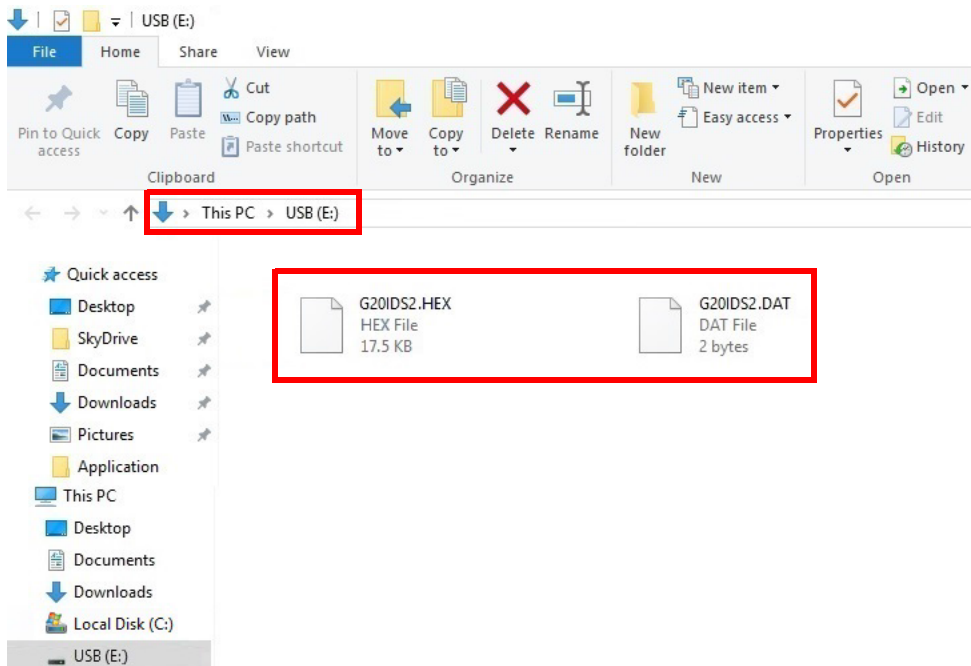 USB (E:)
File Home Share View
Pin to Quick access
Copy
Paste
Cut
Copy path
Paste shortcut
Clipboard
Move to
Copy to
Delete
Rename
Organize
New folder
New item
Easy access
New
Properties
Open
Edit
History
Open
This PC > USB (E:)
Quick access
Desktop
SkyDrive
Documents
Downloads
Pictures
Application
This PC
Desktop
Documents
Downloads
Local Disk (C:)
USB (E:)
G20IDS2.HEX
HEX File
17.5 KB
G20IDS2.DAT
DAT File
2 bytes